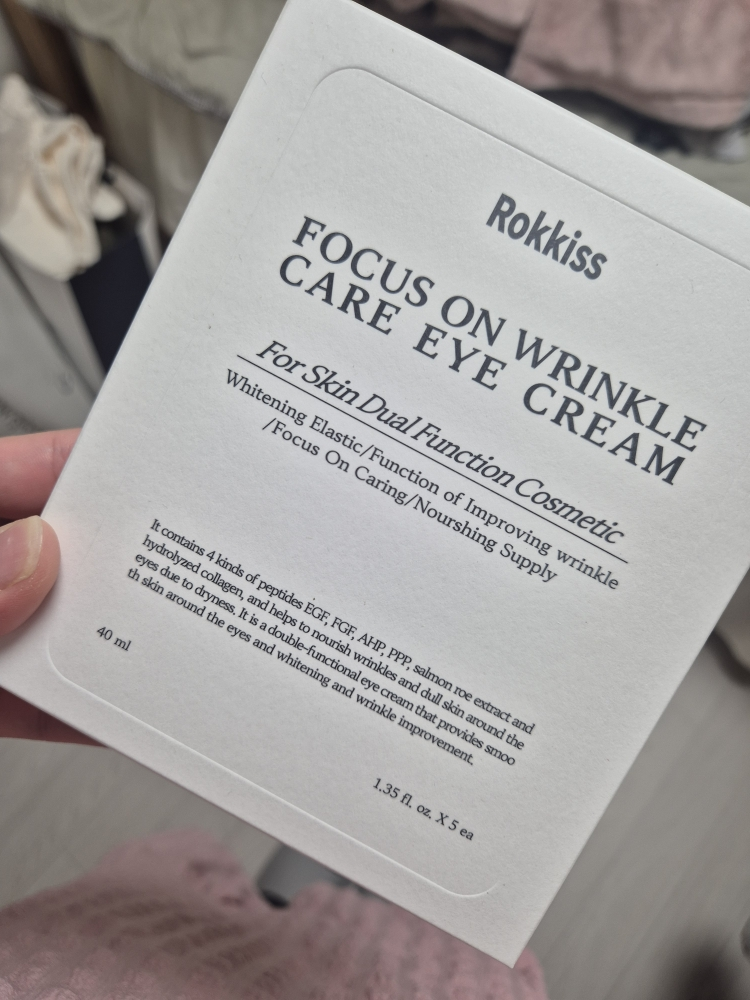 Rokkiss
FOCUS ON WRINKLE
CARE EYE CREAM
For Skin Dual Function Cosmetic
Whitening Elastic/Function of Improving wrinkle
/Focus On Caring/Nourshing Supply
It contains 4 kinds of peptides EGF, FGF, AHP, PPP, salmon roe extract and
hydrolyzed collagen, and helps to nourish wrinkles and dull skin around the
eyes due to dryness. It is a double-functional eye cream that provides smoo
th skin around the eyes and whitening and wrinkle improvement.
40 ml
1.35 fl. oz. X 5 ea